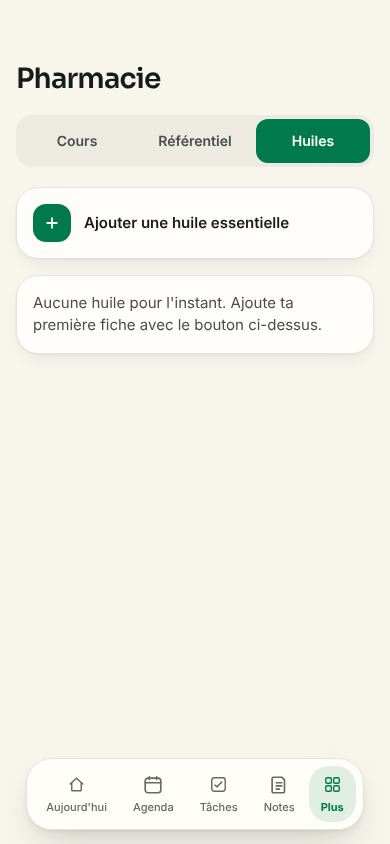 Pharmacie
Cours
Référentiel
Huiles
Ajouter une huile essentielle
Aucune huile pour l'instant. Ajoute ta
première fiche avec le bouton ci-dessus.
Aujourd'hui
Agenda
Tâches
Notes
Plus